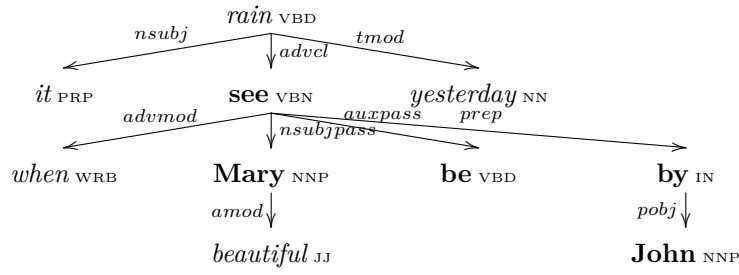 rain VBD
nsubj advcl tmod
it PRP see VBN yesterday NN
advmod nsubjpass auxpass prep
when WRB Mary NNP be VBD by IN
amod pobj
beautiful JJ John NNP